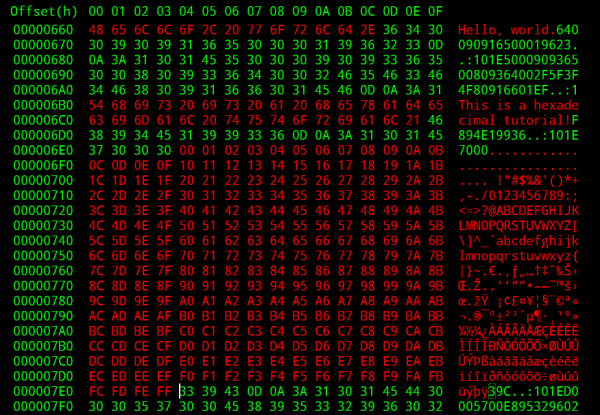 Offset(h) 00 01 02 03 04 05 06 07 08 09 0A 0B 0C 0D 0E 0F
00000660 48 65 6C 6C 6F 2C 20 77 6F 72 6C 64 2E 36 34 30 Hello, world.640
00000670 30 39 30 39 31 36 35 30 30 30 31 39 36 32 33 0D 090916500019623.
00000680 0A 3A 31 30 31 45 35 30 30 30 39 30 39 33 36 35 .:101E5000909365
00000690 30 30 38 30 39 33 36 34 30 30 32 46 35 46 33 46 00809364002F5F3F
000006A0 34 46 38 30 39 31 36 36 30 31 45 46 0D 0A 3A 31 4F80916601EF..:1
000006B0 54 68 69 73 20 69 73 20 61 20 68 65 78 61 64 65 This is a hexade
000006C0 63 69 6D 61 6C 20 74 75 74 6F 72 69 61 6C 21 46 cimal tutorial!F
000006D0 38 39 34 45 31 39 39 33 36 0D 0A 3A 31 30 31 45 894E19936..:101E
000006E0 37 30 30 30 00 01 02 03 04 05 06 07 08 09 0A 0B 7000............
000006F0 0C 0D 0E 0F 10 11 12 13 14 15 16 17 18 19 1A 1B ................
00000700 1C 1D 1E 1F 20 21 22 23 24 25 26 27 28 29 2A 2B .... !"#$%&'()*+
00000710 2C 2D 2E 2F 30 31 32 33 34 35 36 37 38 39 3A 3B ,-./0123456789:;
00000720 3C 3D 3E 3F 40 41 42 43 44 45 46 47 48 49 4A 4B <=>?@ABCDEFGHIJK
00000730 4C 4D 4E 4F 50 51 52 53 54 55 56 57 58 59 5A 5B LMNOPQRSTUVWXYZ[
00000740 5C 5D 5E 5F 60 61 62 63 64 65 66 67 68 69 6A 6B \]^_`abcdefghijk
00000750 6C 6D 6E 6F 70 71 72 73 74 75 76 77 78 79 7A 7B lmnopqrstuvwxyz{
00000760 7C 7D 7E 7F 80 81 82 83 84 85 86 87 88 89 8A 8B |}~.€.‚ƒ„…†‡ˆ‰Š‹
00000770 8C 8D 8E 8F 90 91 92 93 94 95 96 97 98 99 9A 9B Œ.Ž..‘’“”•–—˜™š›
00000780 9C 9D 9E 9F A0 A1 A2 A3 A4 A5 A6 A7 A8 A9 AA AB œ.žŸ ¡¢£¤¥¦§¨©ª«
00000790 AC AD AE AF B0 B1 B2 B3 B4 B5 B6 B7 B8 B9 BA BB ¬.®¯°±²³´µ¶·¸¹º»
000007A0 BC BD BE BF C0 C1 C2 C3 C4 C5 C6 C7 C8 C9 CA CB ¼½¾¿ÀÁÂÃÄÅÆÇÈÉÊË
000007B0 CC CD CE CF D0 D1 D2 D3 D4 D5 D6 D7 D8 D9 DA DB ÌÍÎÏÐÑÒÓÔÕÖ×ØÙÚÛ
000007C0 DC DD DE DF E0 E1 E2 E3 E4 E5 E6 E7 E8 E9 EA EB ÜÝÞßàáâãäåæçèéêë
000007D0 EC ED EE EF F0 F1 F2 F3 F4 F5 F6 F7 F8 F9 FA FB ìíîïðñòóôõö÷øùúû
000007E0 FC FD FE FF 33 39 43 0D 0A 3A 31 30 31 45 44 30 üýþÿ39C..:101ED0
000007F0 30 30 35 37 30 30 45 38 39 35 33 32 39 36 30 32 005700E895329602